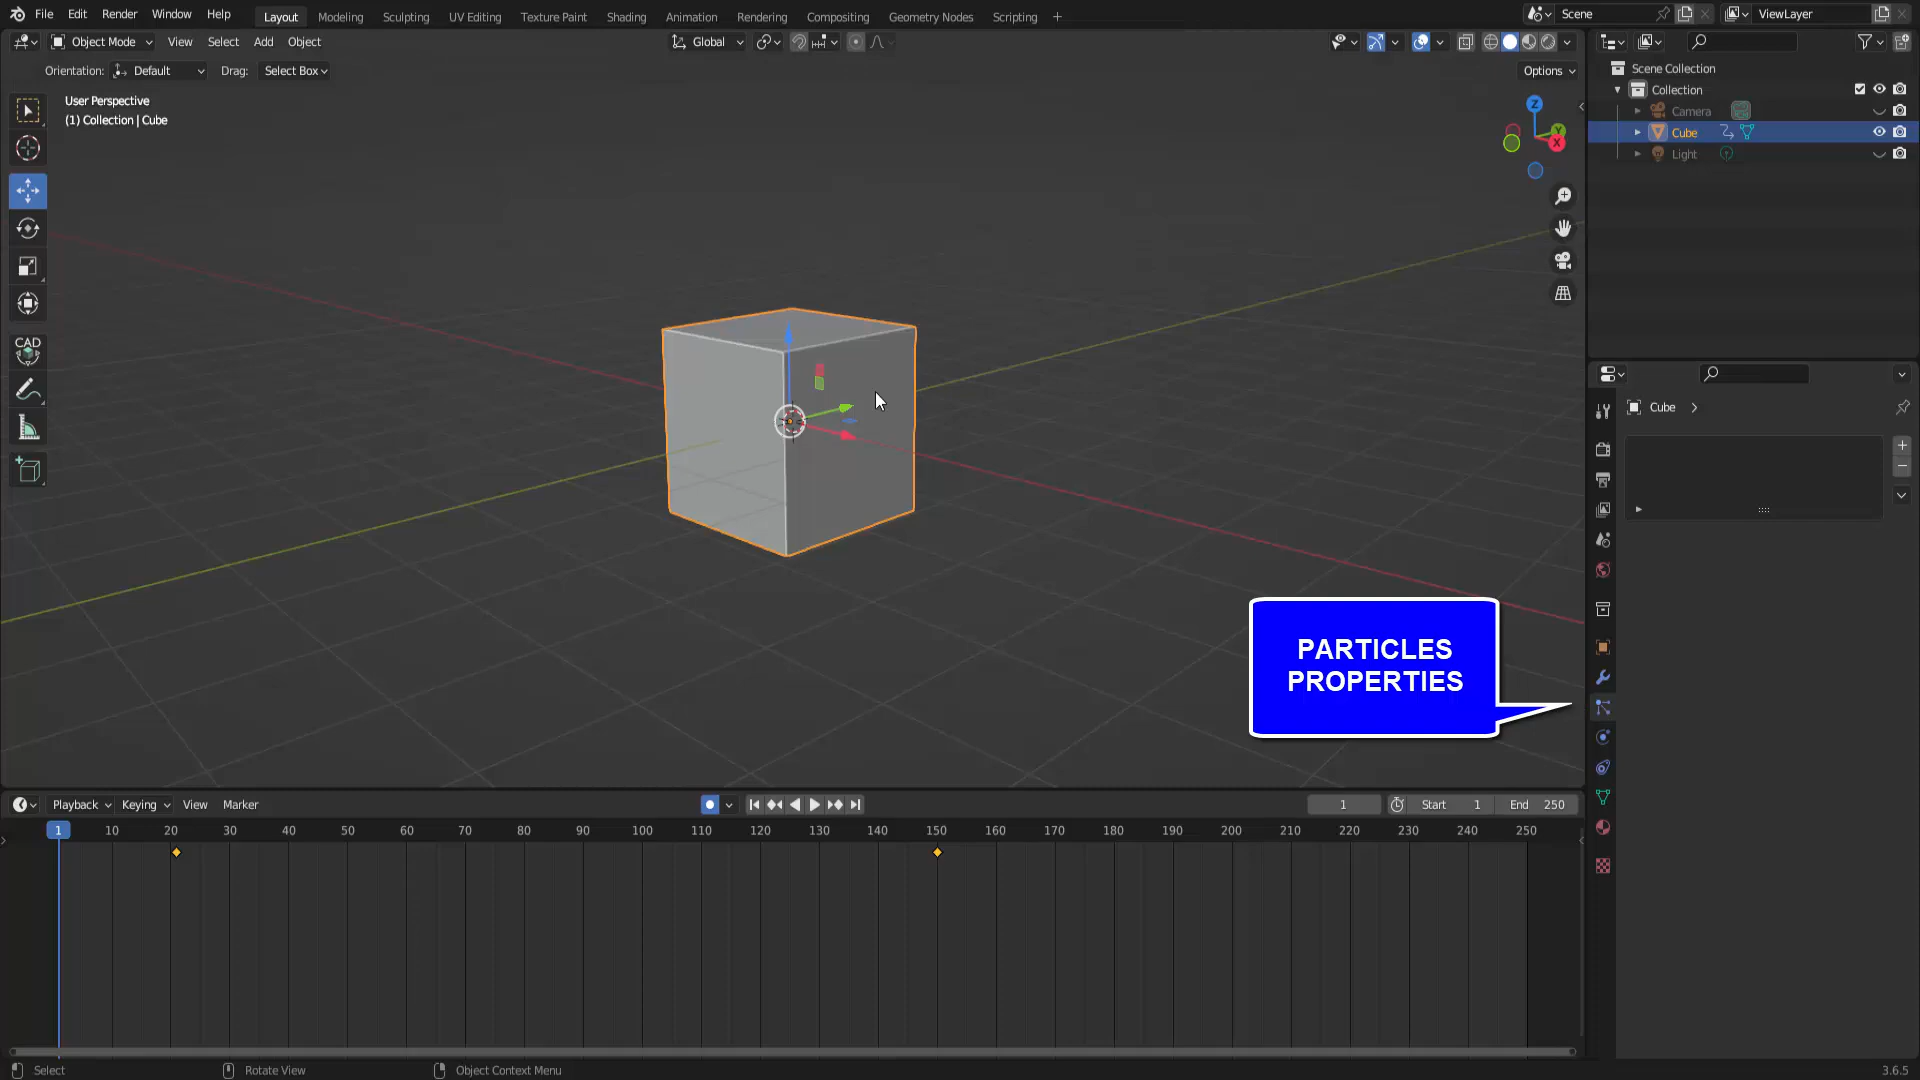 File Edit Render Window Help Layout Modeling Sculpting UV Editing Texture Paint Shading Animation Rendering Compositing Geometry Nodes Scripting + Scene ViewLayer
Object Mode View Select Add Object Global
Orientation: Default Drag: Select Box Options
User Perspective
(1) Collection | Cube
Z
Y
X
CAD
Scene Collection
Collection
Camera
Cube
Light
Cube
PARTICLES
PROPERTIES
Playback Keying View Marker 1 Start 1 End 250
1 10 20 30 40 50 60 70 80 90 100 110 120 130 140 150 160 170 180 190 200 210 220 230 240 250
Select Rotate View Object Context Menu 3.6.5